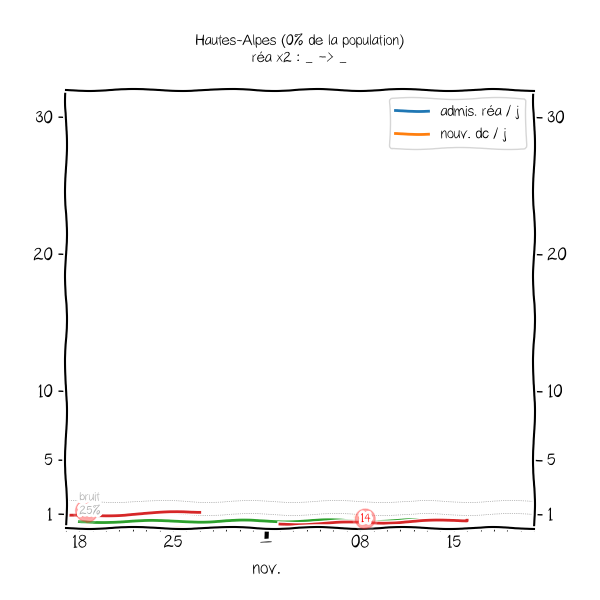 Hautes-Alpes (0% de la population)
réa x2 : _ -> _
admis. réa / j
nouv. dc / j
30
30
20
20
10
10
5
5
... bruit
25%
14
1
1
18
25
1
08
15
nov.